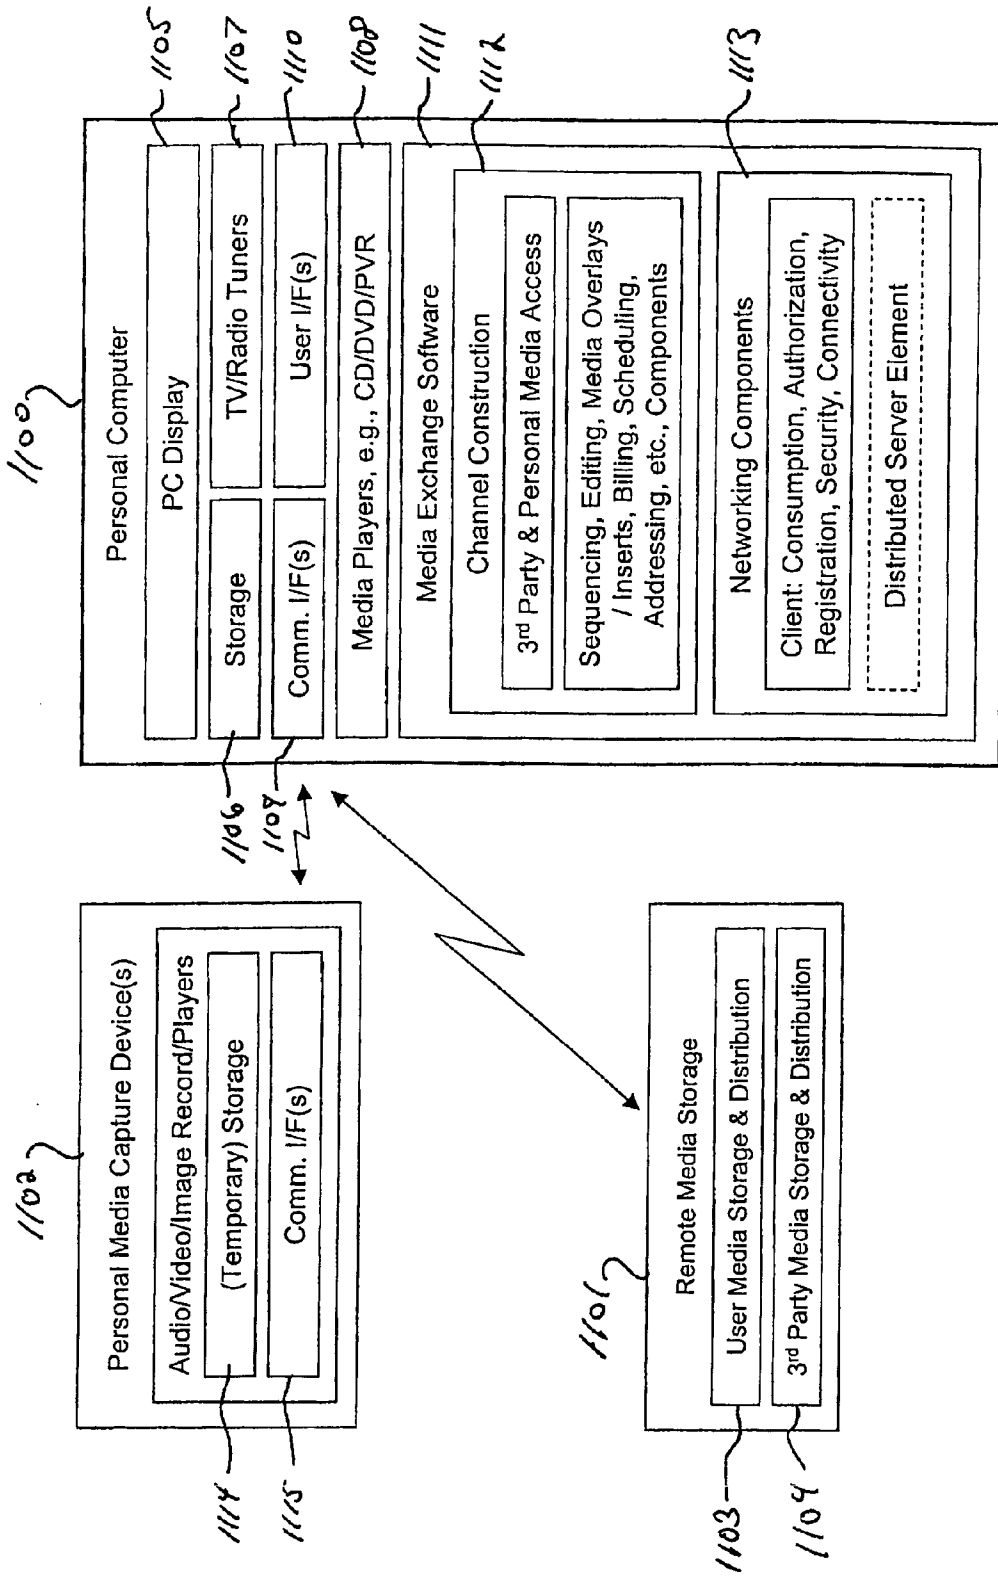 1100
Personal Computer
PC Display
1105
Storage
1106
TV/Radio Tuners
1107
Comm. I/F(s)
1109
User I/F(s)
1110
Media Players, e.g., CD/DVD/PVR
1108
Media Exchange Software
1111
Channel Construction
1112
3rd Party & Personal Media Access
Sequencing, Editing, Media Overlays
/ Inserts, Billing, Scheduling,
Addressing, etc., Components
Networking Components
1113
Client: Consumption, Authorization,
Registration, Security, Connectivity
Distributed Server Element
1102
Personal Media Capture Device(s)
Audio/Video/Image Record/Players
(Temporary) Storage
1114
Comm. I/F(s)
1115
1101
Remote Media Storage
User Media Storage & Distribution
1103
3rd Party Media Storage & Distribution
1104